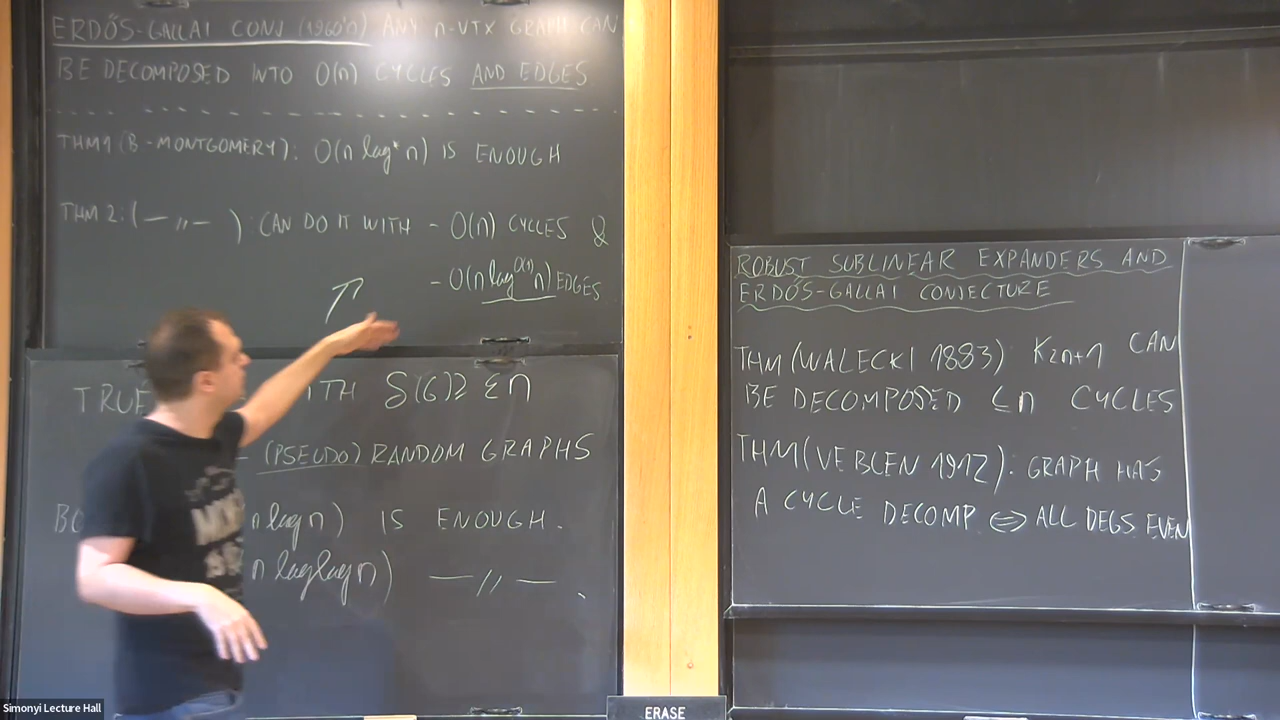 ERDŐS-GALLAI CONJ (1960'n) ANY n-VTX GRAPH CAN
BE DECOMPOSED INTO O(n) CYCLES AND EDGES
THM1 (B-MONTGOMERY): O(n log* n) IS ENOUGH
THM 2: (—〃—): CAN DO IT WITH - O(n) CYCLES &
- O(n log^{O(1)} n) EDGES
TRUE ITH δ(G) ≥ εn
- (PSEUDO) RANDOM GRAPHS
n log n) IS ENOUGH.
n log log n) —〃—.
ROBUST SUBLINEAR EXPANDERS AND
ERDŐS-GALLAI CONJECTURE
THM (WALECKI 1883) K2n+1 CAN
BE DECOMPOSED ≤n CYCLES
THM (VEBLEN 1912): GRAPH HAS
A CYCLE DECOMP ⇔ ALL DEGS EVEN
Simonyi Lecture Hall
ERASE